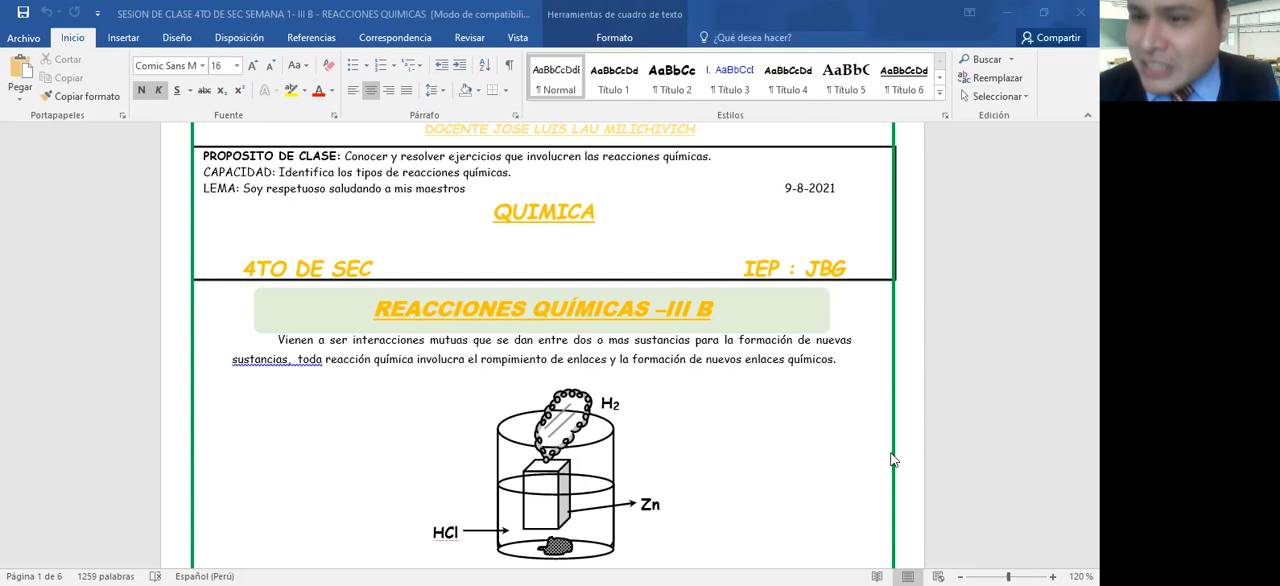 SESION DE CLASE 4TO DE SEC SEMANA 1- III B - REACCIONES QUIMICAS [Modo de compatibili...
Herramientas de cuadro de texto
Archivo Inicio Insertar Diseño Disposición Referencias Correspondencia Revisar Vista Formato ¿Qué desea hacer? Compartir
Cortar
Copiar
Copiar formato
Pegar
Portapapeles
Comic Sans M 16
Aa
N K S abc x₂ x²
Fuente
Párrafo
AaBbCcDdE AaBbCcDd AaBbCc I. AaBbCcI AaBbCcDd AaBbC AaBbCcDd
¶ Normal ¶ Título 1 ¶ Título 2 ¶ Título 3 ¶ Título 4 ¶ Título 5 ¶ Título 6
Estilos
Buscar
Reemplazar
Seleccionar
Edición
DOCENTE JOSE LUIS LAU MILICHIVICH
PROPOSITO DE CLASE: Conocer y resolver ejercicios que involucren las reacciones químicas.
CAPACIDAD: Identifica los tipos de reacciones químicas.
LEMA: Soy respetuoso saludando a mis maestros 9-8-2021
QUIMICA
4TO DE SEC IEP : JBG
REACCIONES QUÍMICAS –III B
Vienen a ser interacciones mutuas que se dan entre dos o mas sustancias para la formación de nuevas
sustancias, toda reacción química involucra el rompimiento de enlaces y la formación de nuevos enlaces químicos.
H₂
Zn
HCl
Página 1 de 6 1259 palabras Español (Perú) 120 %